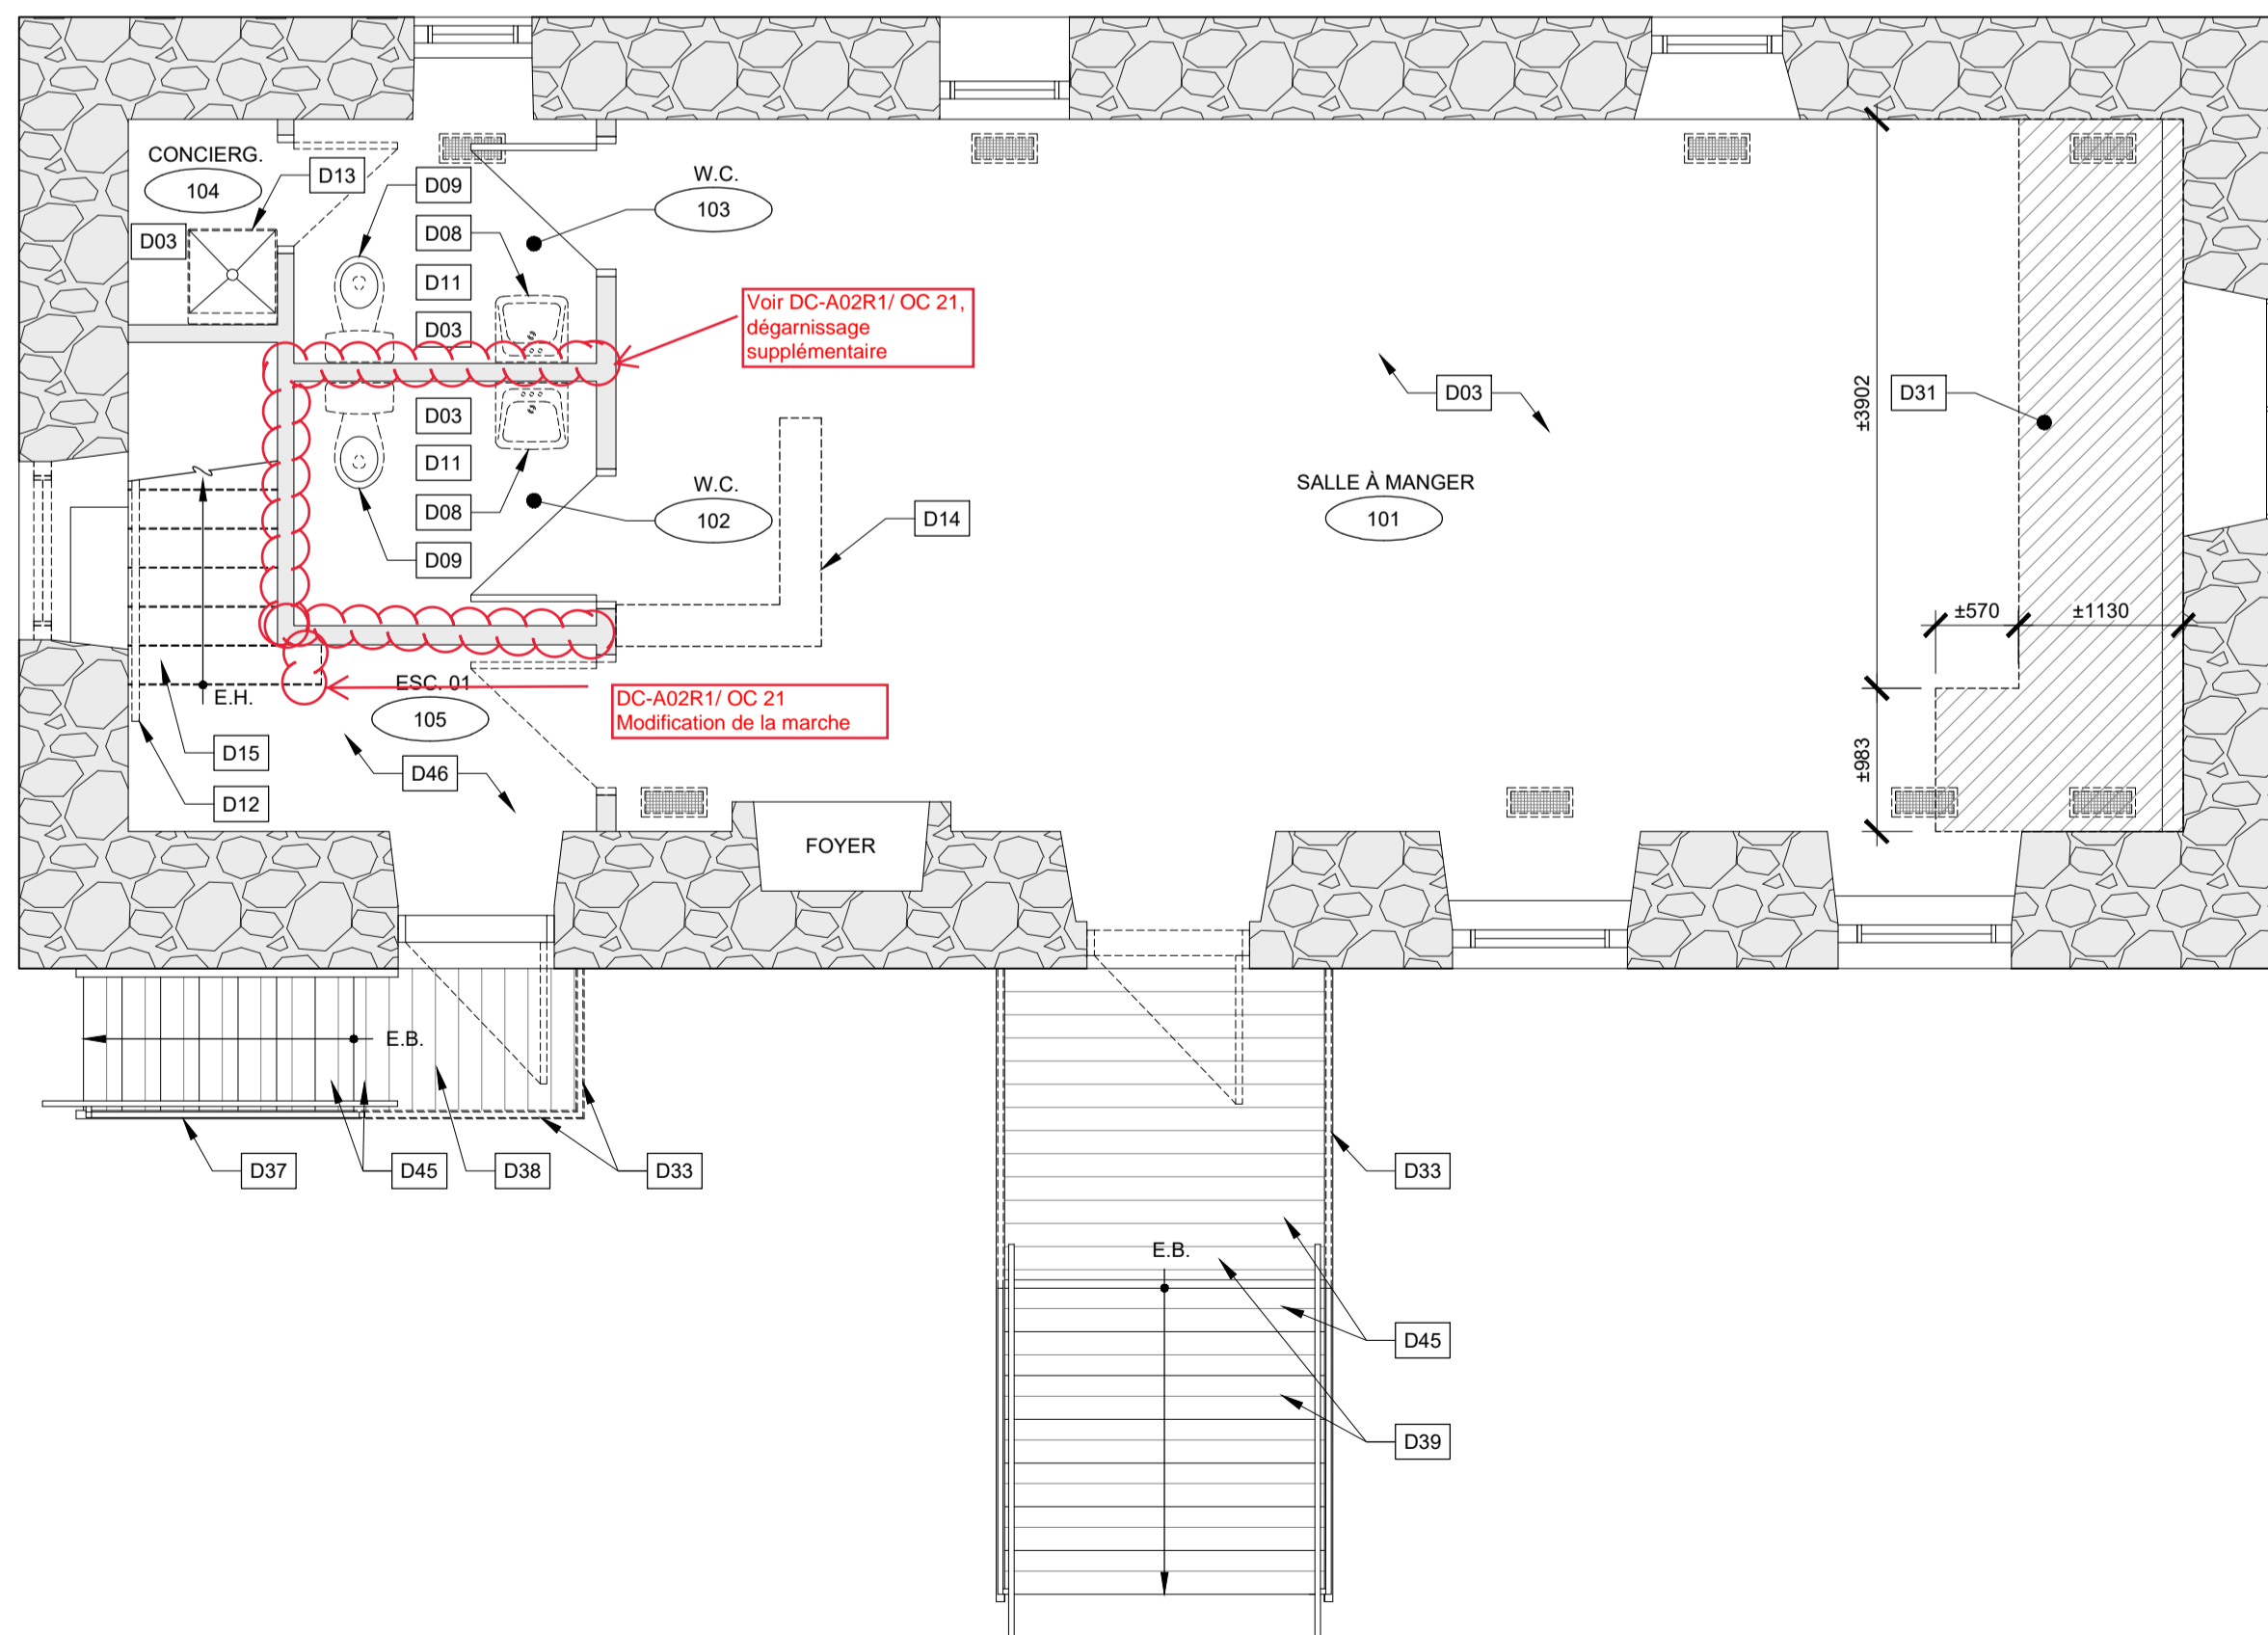 CONCIERG.
104
D13
D03
D09
D08
D11
D03
W.C.
103
Voir DC-A02R1/ OC 21,
dégarnissage
supplémentaire
D03
D11
D08
D09
W.C.
102
D14
D03
SALLE À MANGER
101
±3902
D31
±570
±1130
±983
E.H.
ESC. 01
105
DC-A02R1/ OC 21
Modification de la marche
D15
D46
D12
FOYER
E.B.
D37
D45
D38
D33
D33
E.B.
D45
D39